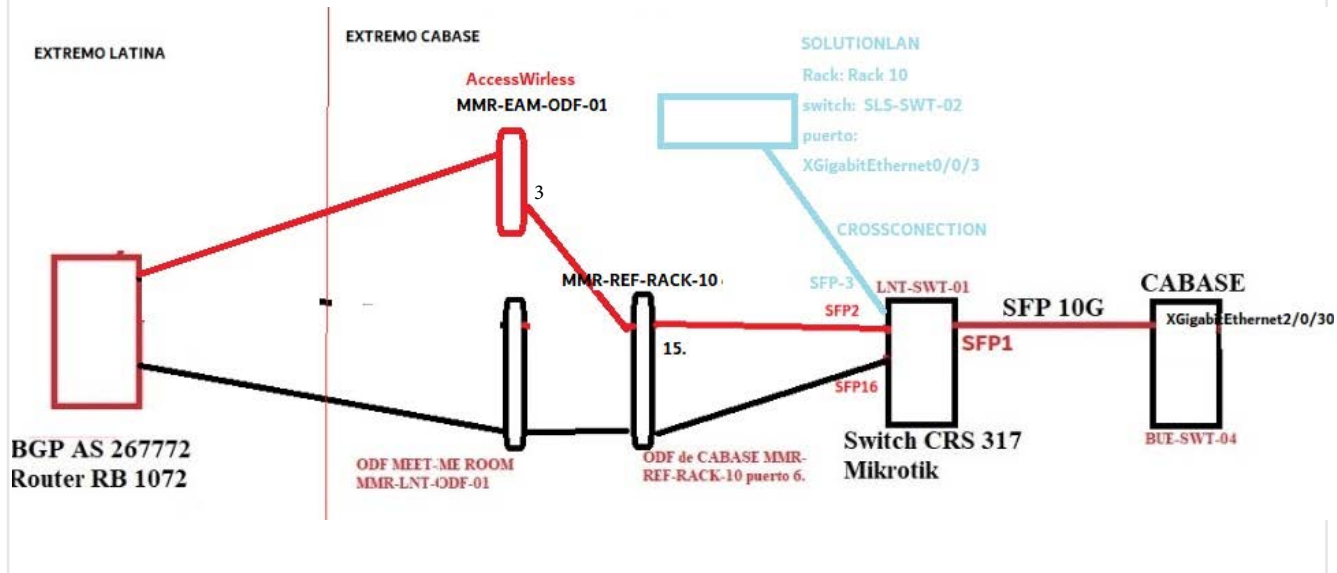 EXTREMO LATINA
EXTREMO CABASE
AccessWirless
MMR-EAM-ODF-01
3
SOLUTIONLAN
Rack: Rack 10
switch: SLS-SWT-02
puerto:
XGigabitEthernet0/0/3
CROSSCONECTION
MMR-REF-RACK-10
SFP-3
LNT-SWT-01
SFP2
SFP 10G
CABASE
XGigabitEthernet2/0/30
15.
SFP1
SFP16
BGP AS 267772
Router RB 1072
ODF MEET-ME ROOM
MMR-LNT-ODF-01
ODF de CABASE MMR-
REF-RACK-10 puerto 6.
Switch CRS 317
Mikrotik
BUE-SWT-04